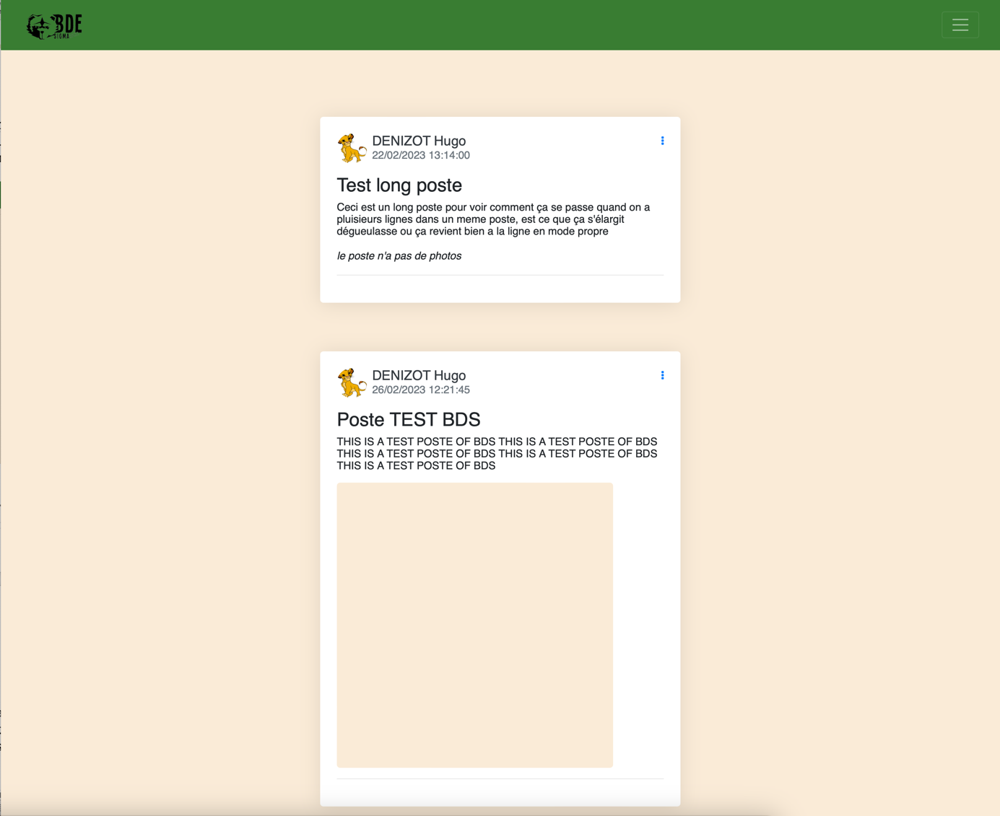 BDE
SIGMA
DENIZOT Hugo
22/02/2023 13:14:00
Test long poste
Ceci est un long poste pour voir comment ça se passe quand on a
pluisieurs lignes dans un meme poste, est ce que ça s'élargit
dégueulasse ou ça revient bien a la ligne en mode propre
le poste n'a pas de photos
DENIZOT Hugo
26/02/2023 12:21:45
Poste TEST BDS
THIS IS A TEST POSTE OF BDS THIS IS A TEST POSTE OF BDS
THIS IS A TEST POSTE OF BDS THIS IS A TEST POSTE OF BDS
THIS IS A TEST POSTE OF BDS